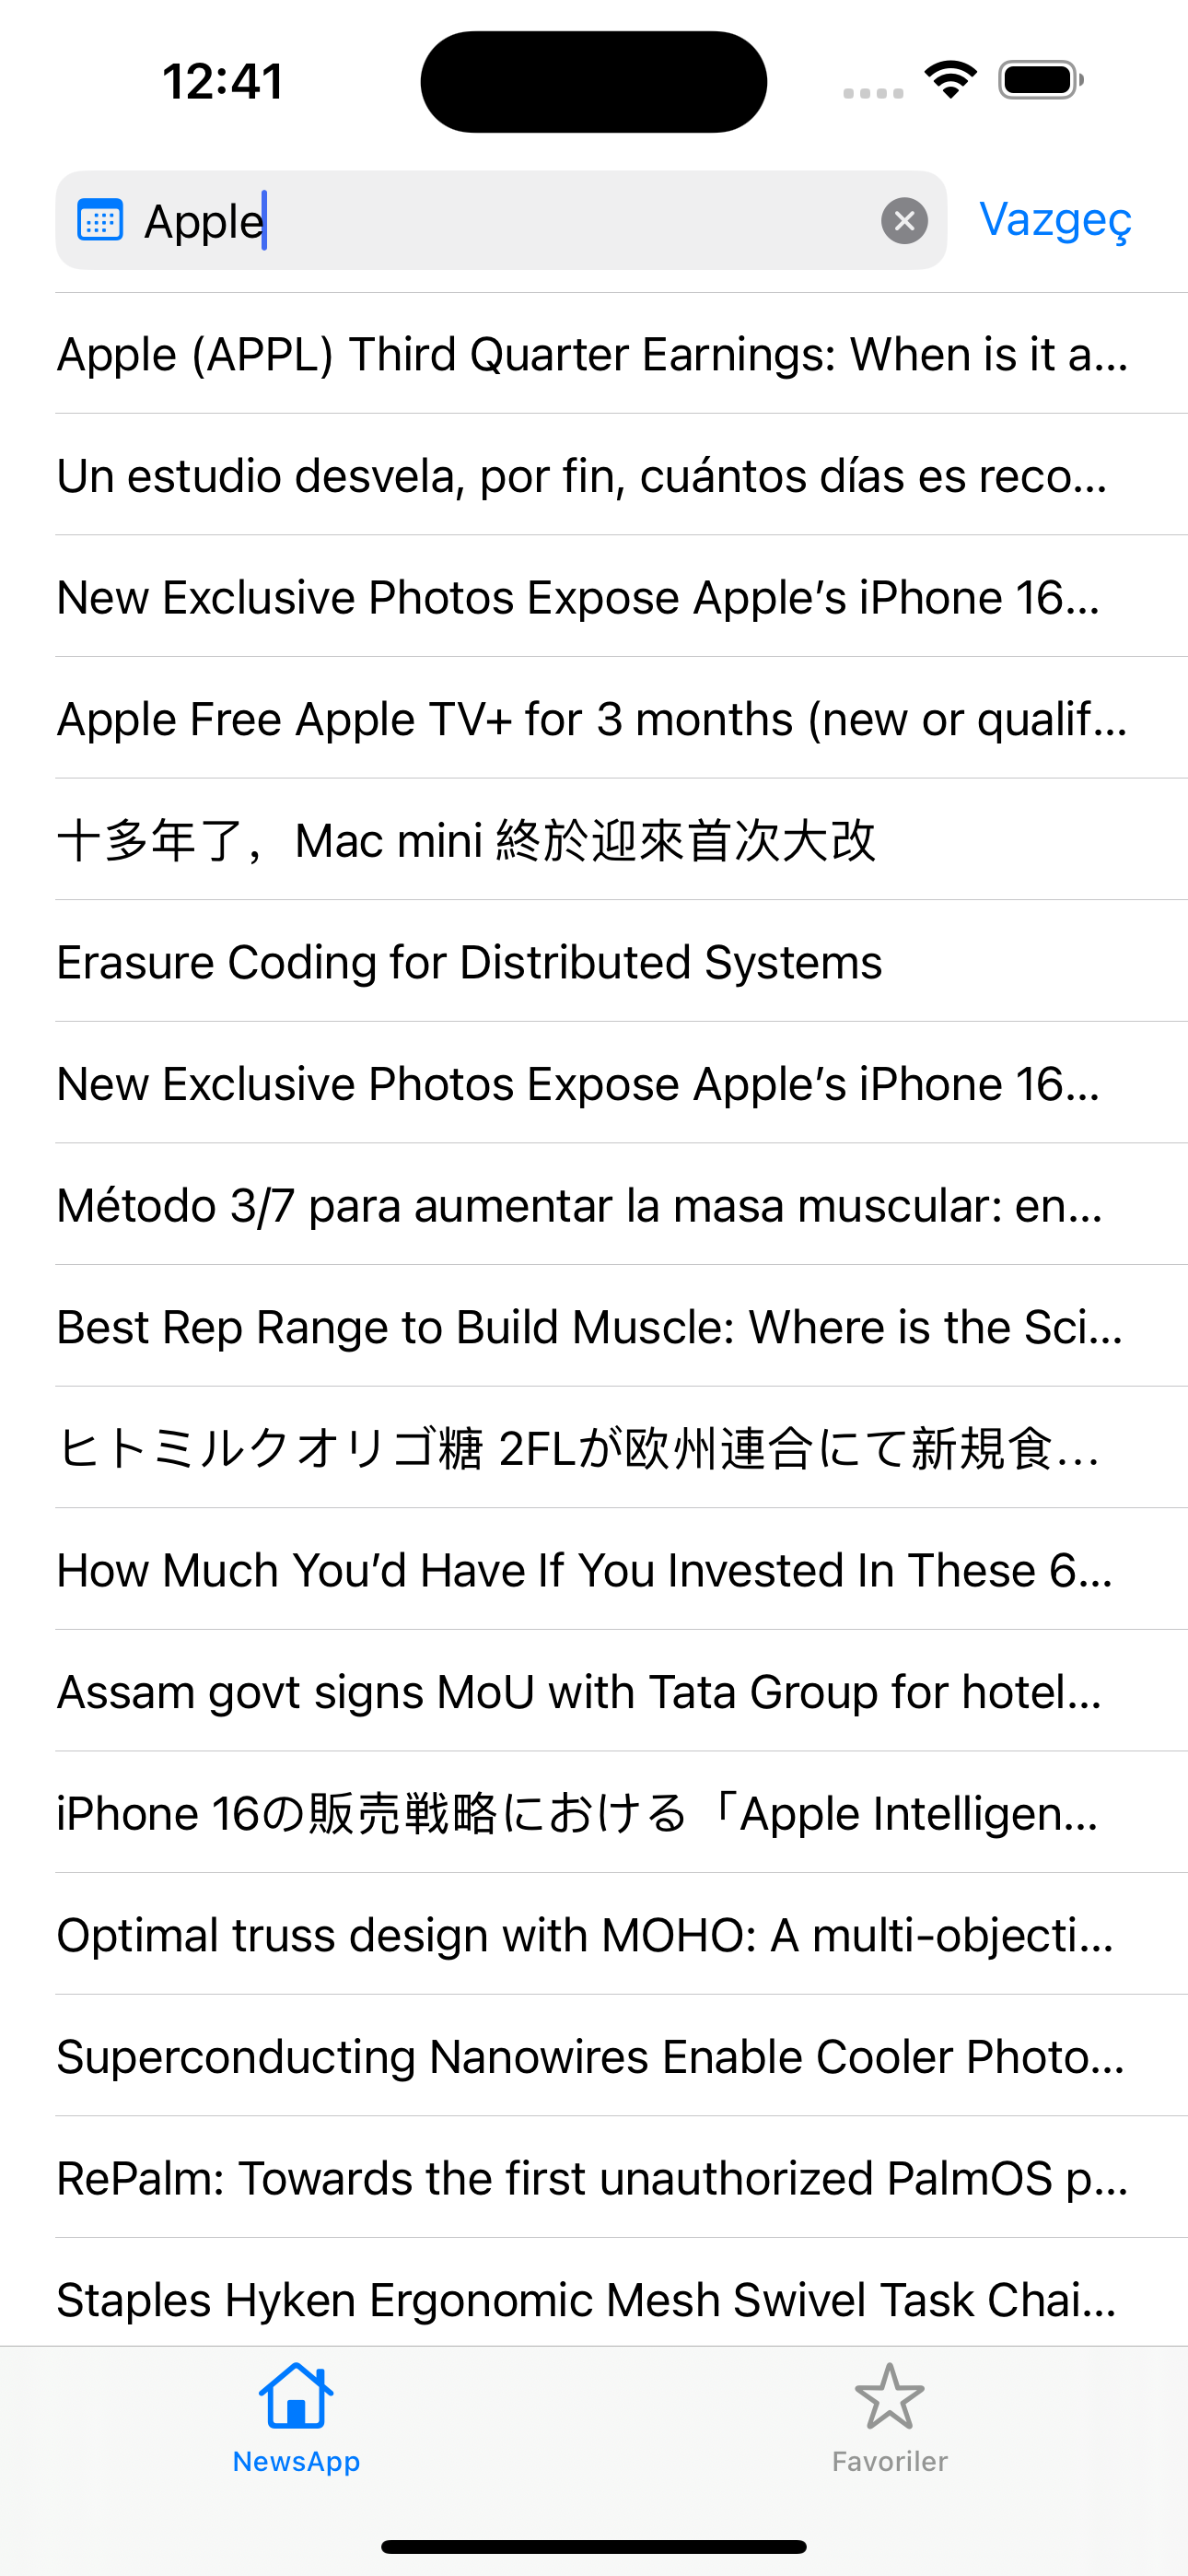 12:41
Apple
Vazgeç
Apple (APPL) Third Quarter Earnings: When is it a...
Un estudio desvela, por fin, cuántos días es reco...
New Exclusive Photos Expose Apple’s iPhone 16...
Apple Free Apple TV+ for 3 months (new or qualif...
十多年了，Mac mini 終於迎來首次大改
Erasure Coding for Distributed Systems
New Exclusive Photos Expose Apple’s iPhone 16...
Método 3/7 para aumentar la masa muscular: en...
Best Rep Range to Build Muscle: Where is the Sci...
ヒトミルクオリゴ糖 2FLが欧州連合にて新規食...
How Much You’d Have If You Invested In These 6...
Assam govt signs MoU with Tata Group for hotel...
iPhone 16の販売戦略における「Apple Intelligen...
Optimal truss design with MOHO: A multi-objecti...
Superconducting Nanowires Enable Cooler Photo...
RePalm: Towards the first unauthorized PalmOS p...
Staples Hyken Ergonomic Mesh Swivel Task Chai...
NewsApp
Favoriler